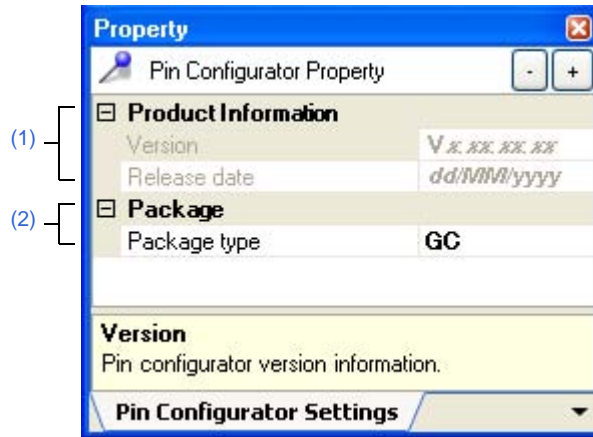 Property
Pin Configurator Property
- +
(1)
Product Information
Version V x.xx.xx.xx
Release date dd/MM/yyyy
(2)
Package
Package type GC
Version
Pin configurator version information.
Pin Configurator Settings